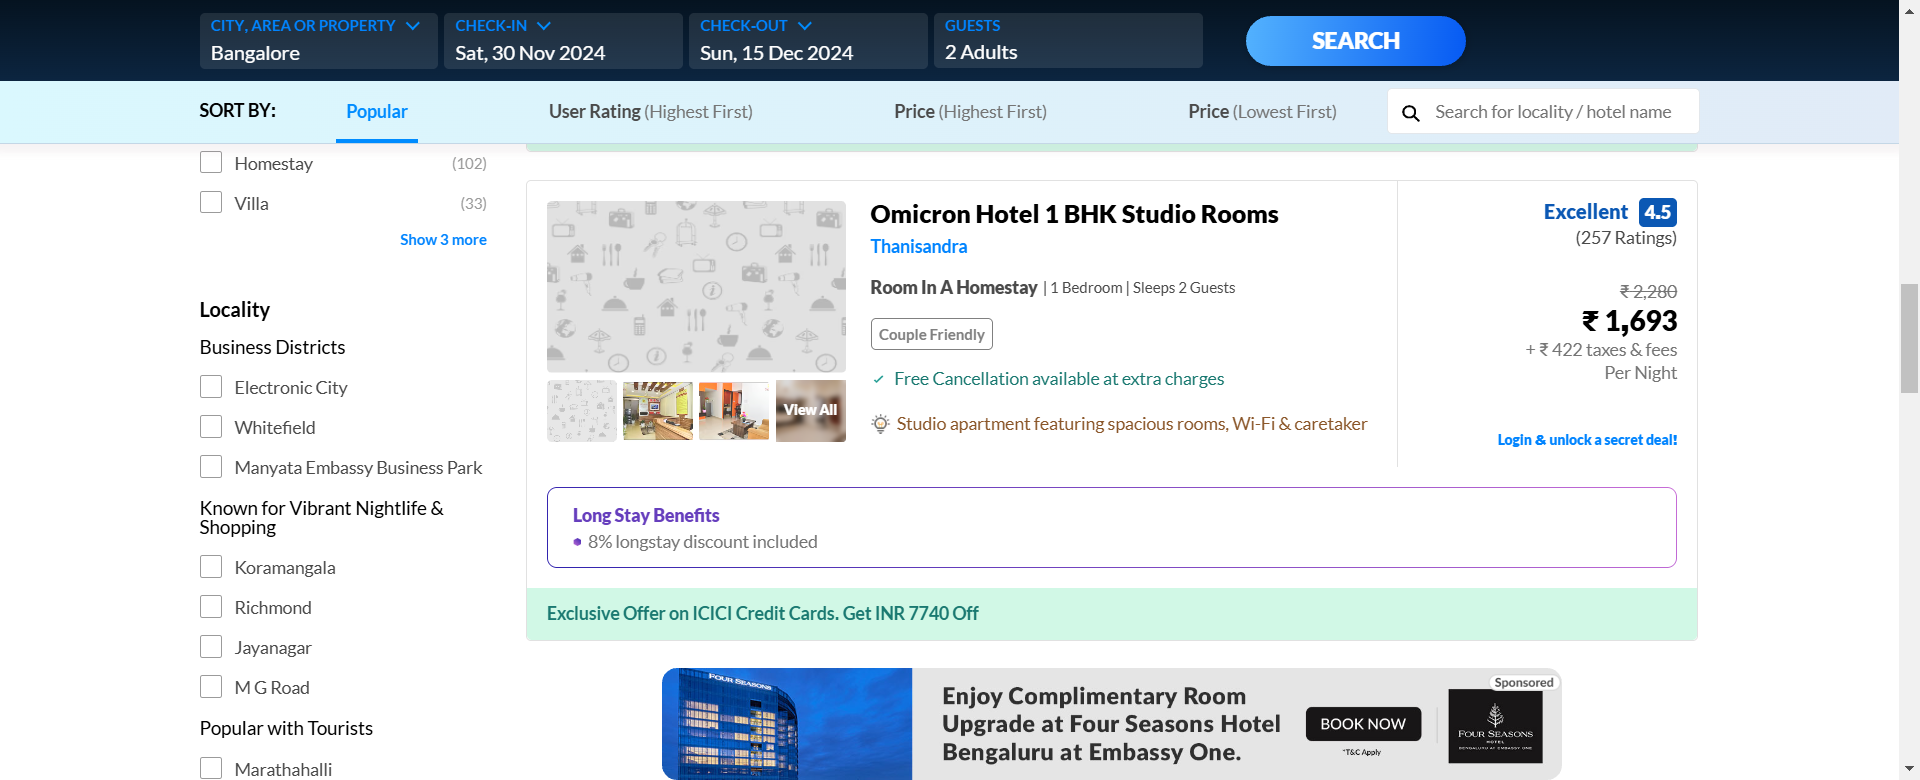 CITY, AREA OR PROPERTY
Bangalore
CHECK-IN
Sat, 30 Nov 2024
CHECK-OUT
Sun, 15 Dec 2024
GUESTS
2 Adults
SEARCH
SORT BY:
Popular
User Rating (Highest First)
Price (Highest First)
Price (Lowest First)
Search for locality / hotel name
Homestay (102)
Villa (33)
Show 3 more
Locality
Business Districts
Electronic City
Whitefield
Manyata Embassy Business Park
Known for Vibrant Nightlife &
Shopping
Koramangala
Richmond
Jayanagar
M G Road
Popular with Tourists
Marathahalli
View All
Omicron Hotel 1 BHK Studio Rooms
Thanisandra
Room In A Homestay | 1 Bedroom | Sleeps 2 Guests
Couple Friendly
Free Cancellation available at extra charges
Studio apartment featuring spacious rooms, Wi-Fi & caretaker
Excellent 4.5
(257 Ratings)
₹ 2,280
₹ 1,693
+ ₹ 422 taxes & fees
Per Night
Login & unlock a secret deal!
Long Stay Benefits
8% longstay discount included
Exclusive Offer on ICICI Credit Cards. Get INR 7740 Off
FOUR SEASONS
Enjoy Complimentary Room
Upgrade at Four Seasons Hotel
Bengaluru at Embassy One.
BOOK NOW
*T&C Apply
Sponsored
FOUR SEASONS
HOTEL
BENGALURU AT EMBASSY ONE